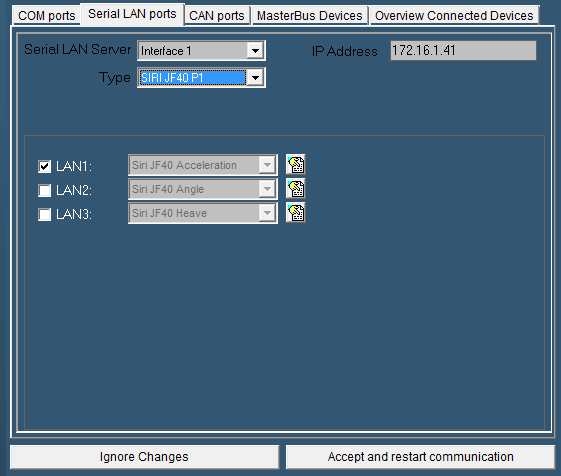 COM ports Serial LAN ports CAN ports MasterBus Devices Overview Connected Devices
Serial LAN Server Interface 1 IP Address 172.16.1.41
Type SIRI JF40 P1
LAN1: Siri JF40 Acceleration
LAN2: Siri JF40 Angle
LAN3: Siri JF40 Heave
Ignore Changes Accept and restart communication